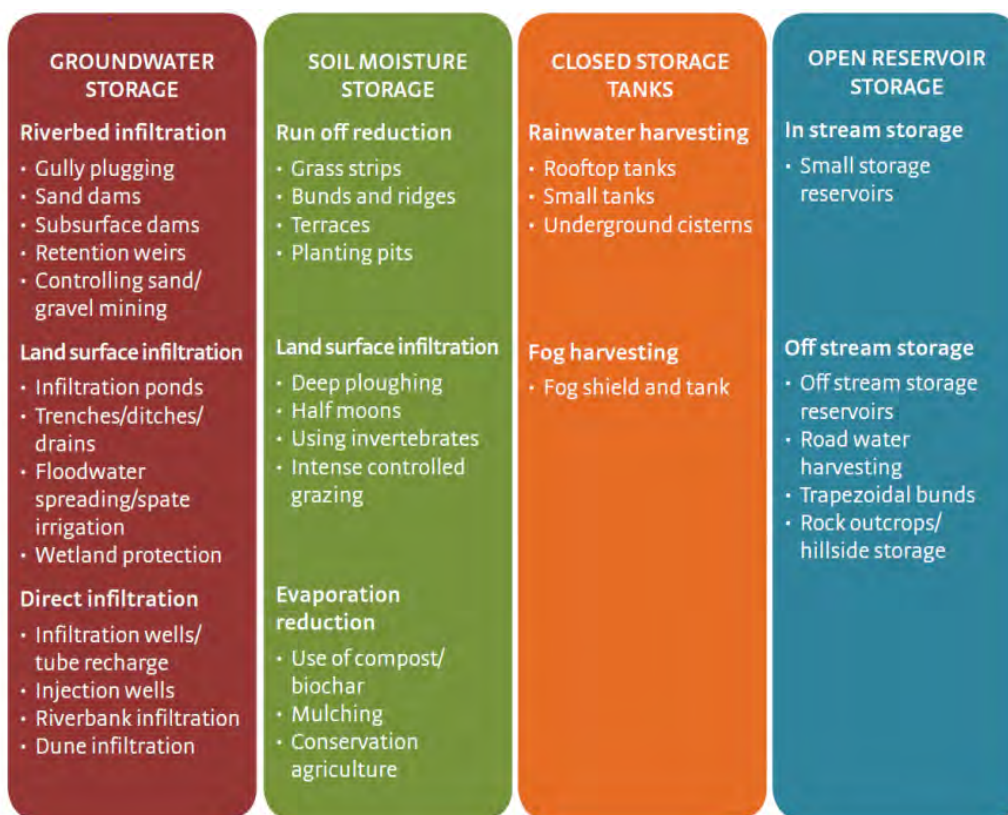 GROUNDWATER
STORAGE
Riverbed infiltration
• Gully plugging
• Sand dams
• Subsurface dams
• Retention weirs
• Controlling sand/
gravel mining
Land surface infiltration
• Infiltration ponds
• Trenches/ditches/
drains
• Floodwater
spreading/spate
irrigation
• Wetland protection
Direct infiltration
• Infiltration wells/
tube recharge
• Injection wells
• Riverbank infiltration
• Dune infiltration
SOIL MOISTURE
STORAGE
Run off reduction
• Grass strips
• Bunds and ridges
• Terraces
• Planting pits
Land surface infiltration
• Deep ploughing
• Half moons
• Using invertebrates
• Intense controlled
grazing
Evaporation
reduction
• Use of compost/
biochar
• Mulching
• Conservation
agriculture
CLOSED STORAGE
TANKS
Rainwater harvesting
• Rooftop tanks
• Small tanks
• Underground cisterns
Fog harvesting
• Fog shield and tank
OPEN RESERVOIR
STORAGE
In stream storage
• Small storage
reservoirs
Off stream storage
• Off stream storage
reservoirs
• Road water
harvesting
• Trapezoidal bunds
• Rock outcrops/
hillside storage